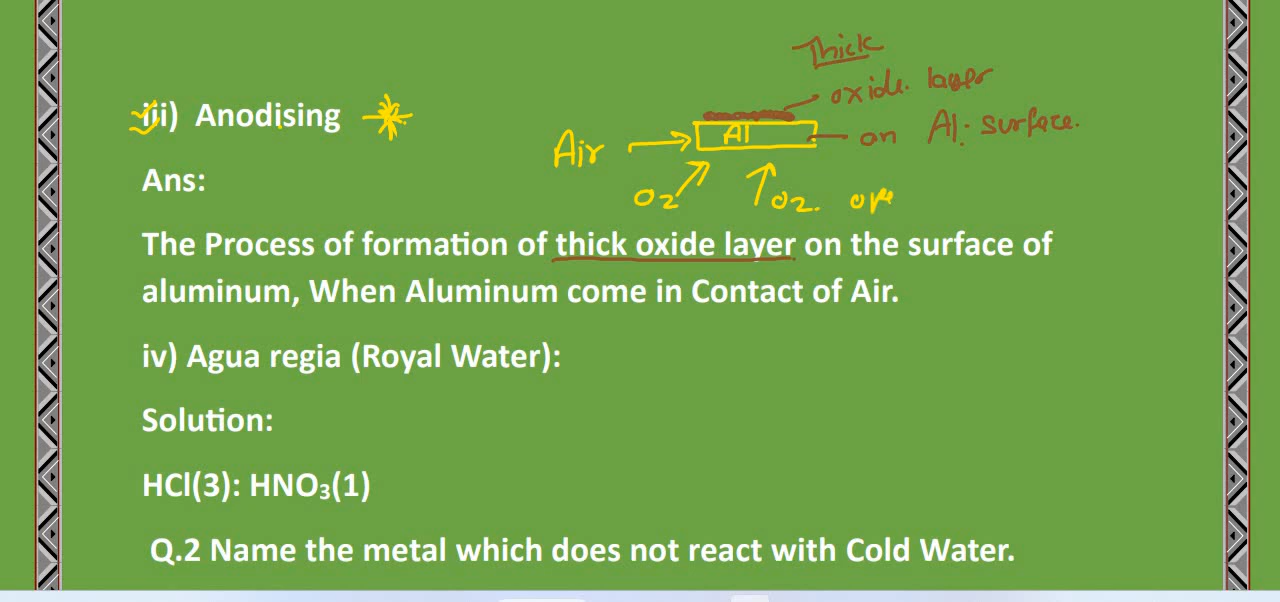 Thick
oxide layer
iii) Anodising
Al
on Al. surface.
Air
Ans:
O2
O2.
The Process of formation of thick oxide layer on the surface of
aluminum, When Aluminum come in Contact of Air.
iv) Agua regia (Royal Water):
Solution:
HCl(3): HNO₃(1)
Q.2 Name the metal which does not react with Cold Water.